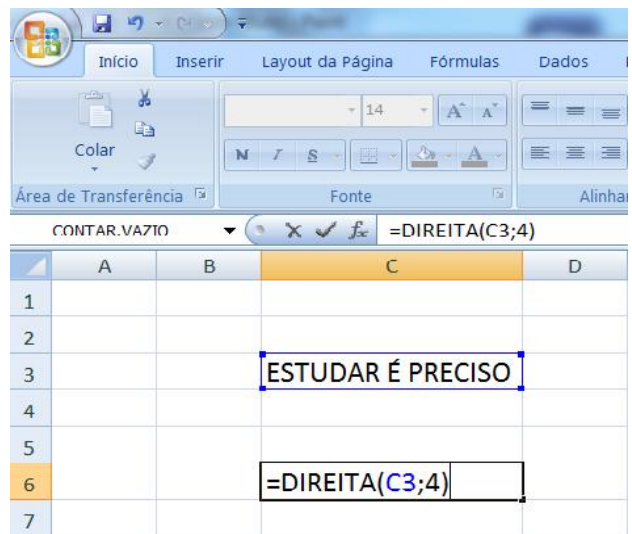 Início Inserir Layout da Página Fórmulas Dados
14 A A
Colar
N I S A
Área de Transferência Fonte Alinha
CONTAR.VAZIO fx =DIREITA(C3;4)
A B C D
1
2
3 ESTUDAR É PRECISO
4
5
6 =DIREITA(C3;4)
7